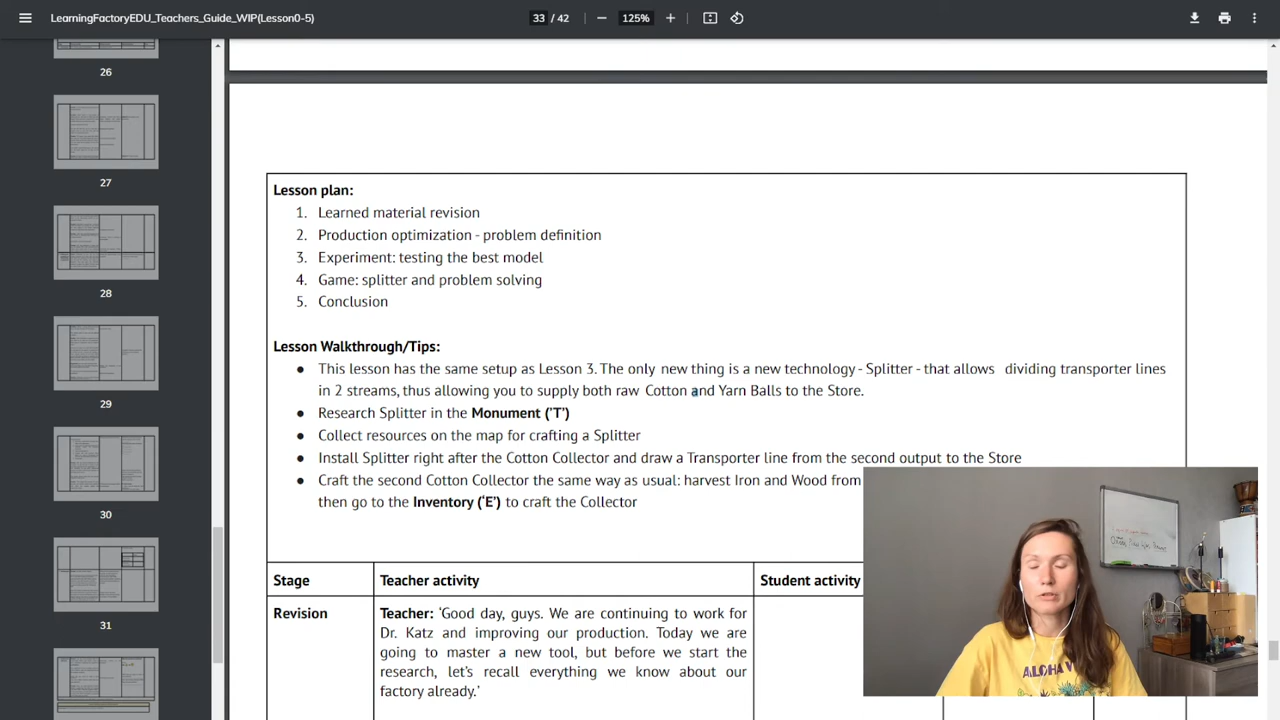 LearningFactoryEDU_Teachers_Guide_WIP(Lesson0-5)
33 / 42
125%
26
27
28
29
30
31
Lesson plan:
1. Learned material revision
2. Production optimization - problem definition
3. Experiment: testing the best model
4. Game: splitter and problem solving
5. Conclusion
Lesson Walkthrough/Tips:
● This lesson has the same setup as Lesson 3. The only new thing is a new technology - Splitter - that allows dividing transporter lines
in 2 streams, thus allowing you to supply both raw Cotton and Yarn Balls to the Store.
● Research Splitter in the Monument ('T')
● Collect resources on the map for crafting a Splitter
● Install Splitter right after the Cotton Collector and draw a Transporter line from the second output to the Store
● Craft the second Cotton Collector the same way as usual: harvest Iron and Wood from
then go to the Inventory ('E') to craft the Collector
Stage
Teacher activity
Student activity
Revision
Teacher: 'Good day, guys. We are continuing to work for
Dr. Katz and improving our production. Today we are
going to master a new tool, but before we start the
research, let's recall everything we know about our
factory already.'
ALOHA